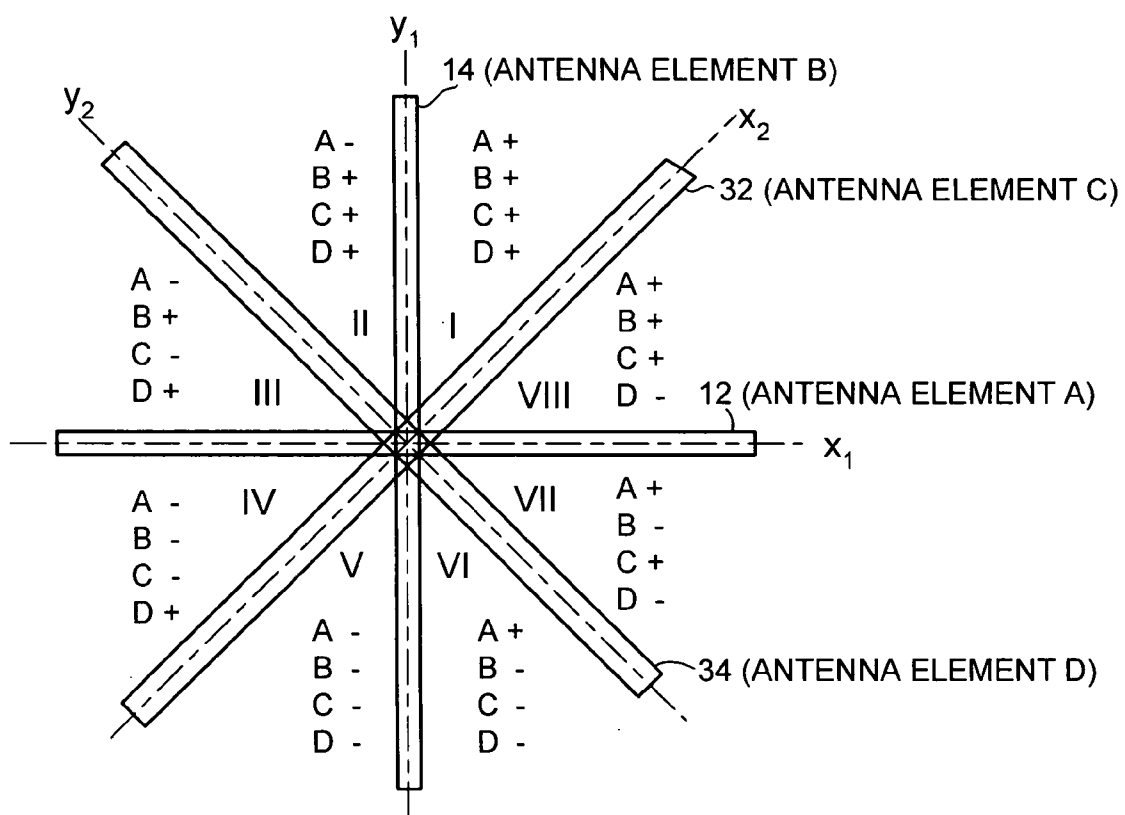 y1
14 (ANTENNA ELEMENT B)
y2
x2
A -
B +
C +
D +
A +
B +
C +
D +
32 (ANTENNA ELEMENT C)
A -
B +
C -
D +
II
I
A +
B +
C +
D -
III
VIII
12 (ANTENNA ELEMENT A)
x1
A -
B -
C -
D +
IV
VII
A +
B -
C +
D -
V
VI
A -
B -
C -
D -
A +
B -
C -
D -
34 (ANTENNA ELEMENT D)